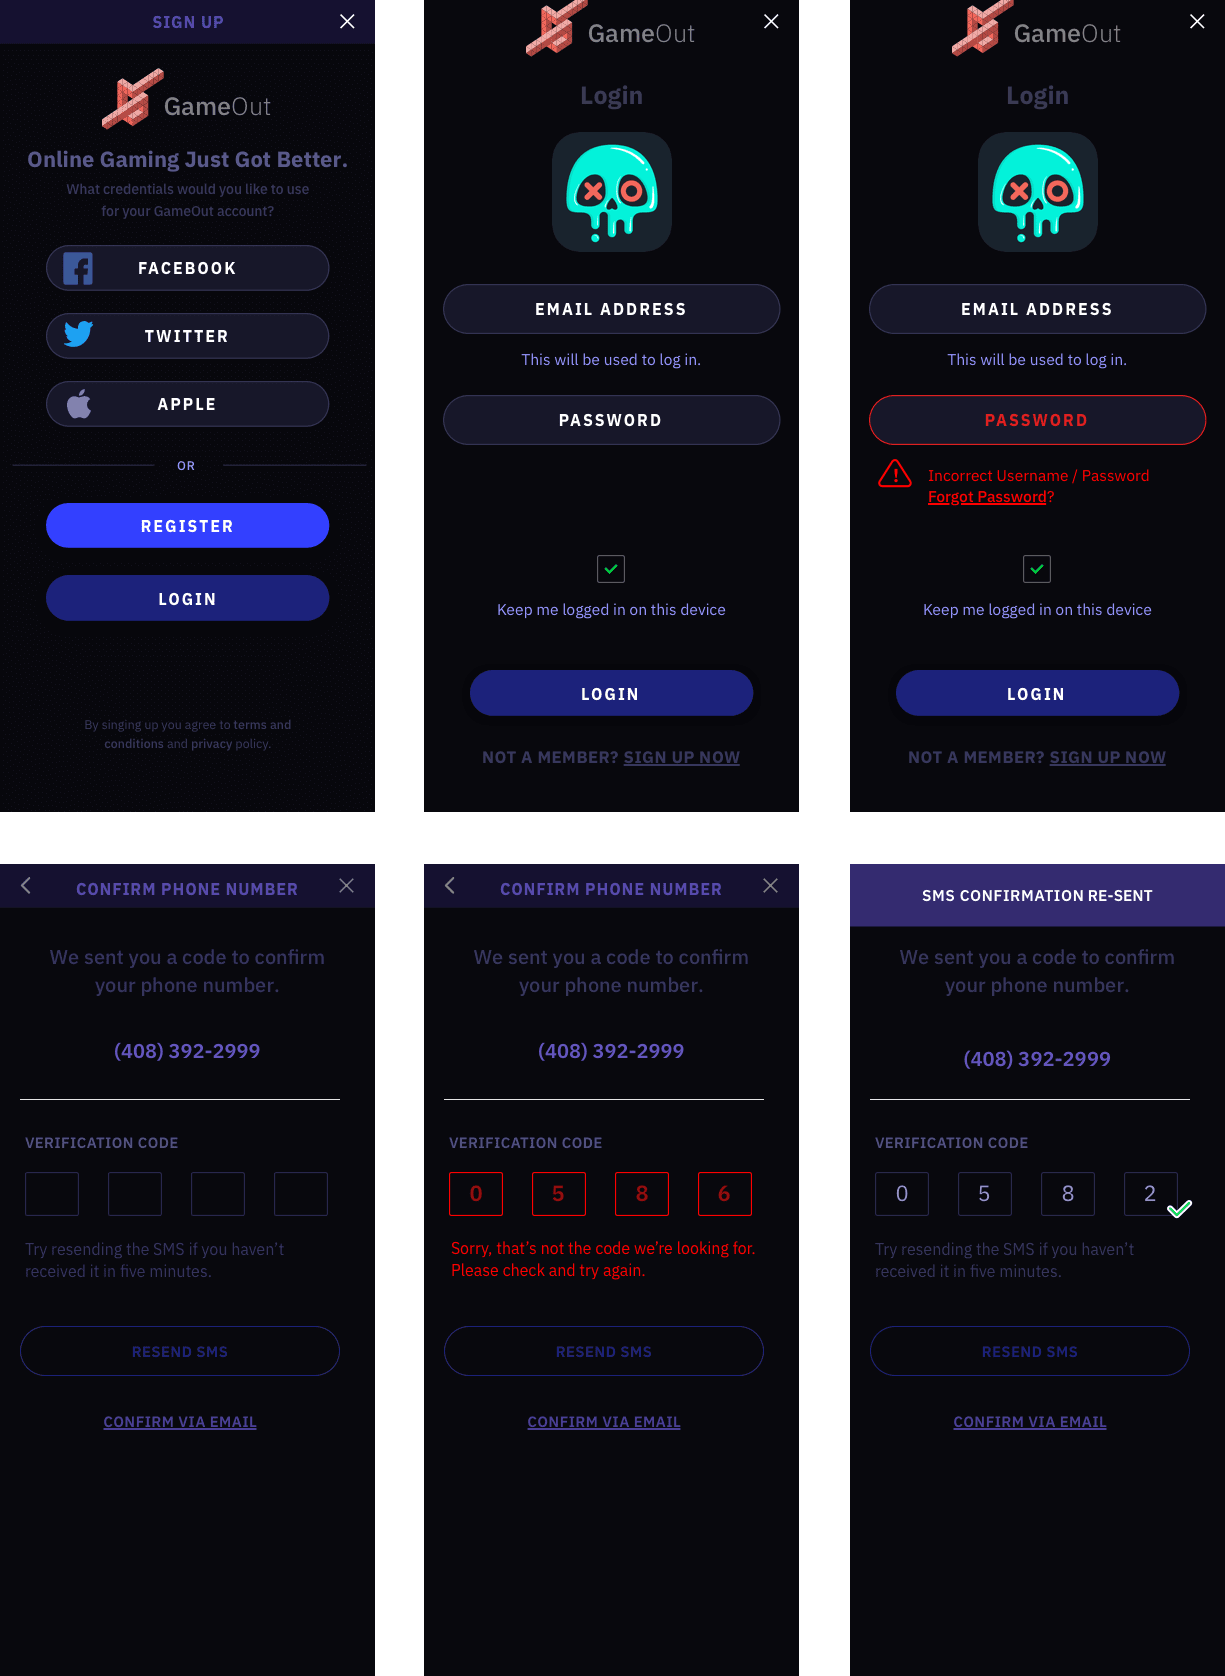 SIGN UP
GameOut
Online Gaming Just Got Better.
What credentials would you like to use
for your GameOut account?
FACEBOOK
TWITTER
APPLE
OR
REGISTER
LOGIN
By singing up you agree to terms and
conditions and privacy policy.
GameOut
Login
EMAIL ADDRESS
This will be used to log in.
PASSWORD
Keep me logged in on this device
LOGIN
NOT A MEMBER? SIGN UP NOW
GameOut
Login
EMAIL ADDRESS
This will be used to log in.
PASSWORD
Incorrect Username / Password
Forgot Password?
Keep me logged in on this device
LOGIN
NOT A MEMBER? SIGN UP NOW
CONFIRM PHONE NUMBER
We sent you a code to confirm
your phone number.
(408) 392-2999
VERIFICATION CODE
Try resending the SMS if you haven't
received it in five minutes.
RESEND SMS
CONFIRM VIA EMAIL
CONFIRM PHONE NUMBER
We sent you a code to confirm
your phone number.
(408) 392-2999
VERIFICATION CODE
0 5 8 6
Sorry, that's not the code we're looking for.
Please check and try again.
RESEND SMS
CONFIRM VIA EMAIL
SMS CONFIRMATION RE-SENT
We sent you a code to confirm
your phone number.
(408) 392-2999
VERIFICATION CODE
0 5 8 2
Try resending the SMS if you haven't
received it in five minutes.
RESEND SMS
CONFIRM VIA EMAIL